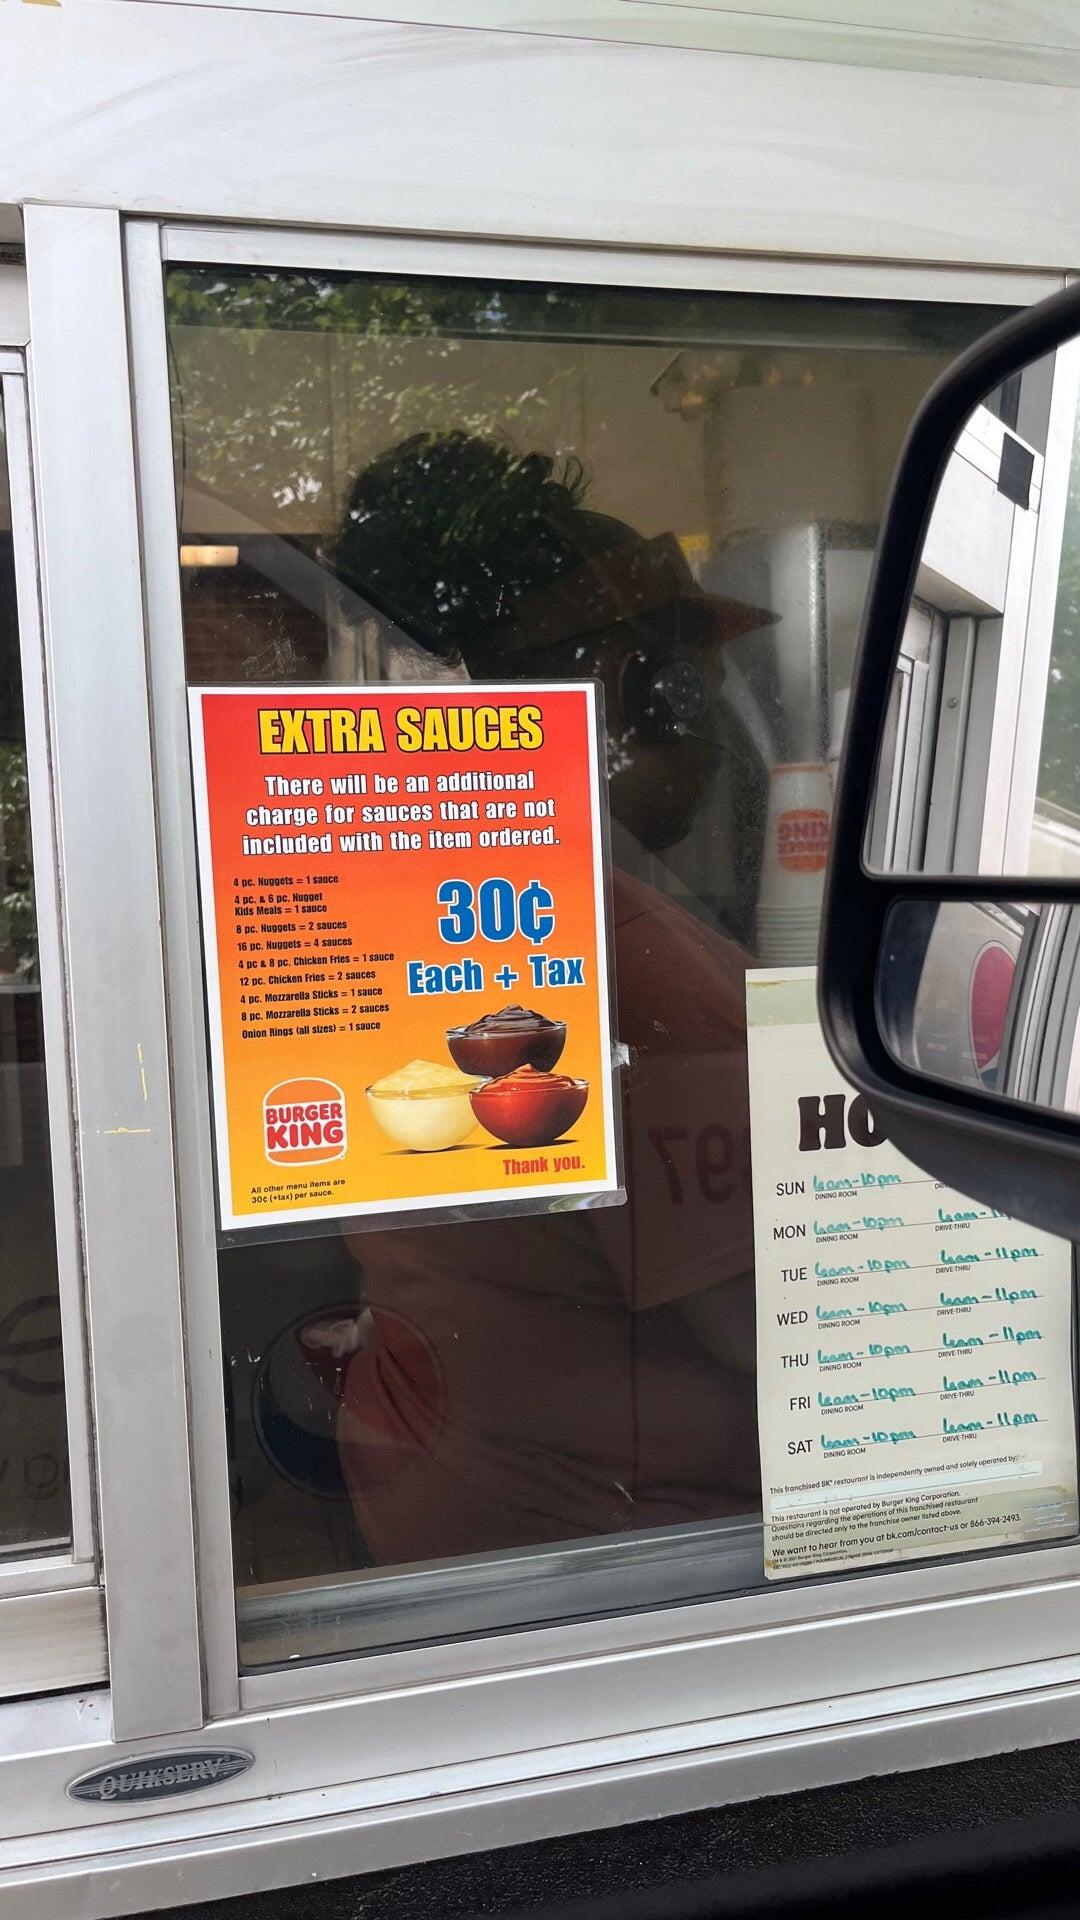 EXTRA SAUCES
There will be an additional
charge for sauces that are not
included with the item ordered.
4 pc. Nuggets = 1 sauce
4 pc. & 6 pc. Nugget
Kids Meals = 1 sauce
8 pc. Nuggets = 2 sauces
16 pc. Nuggets = 4 sauces
4 pc & 8 pc. Chicken Fries = 1 sauce
12 pc. Chicken Fries = 2 sauces
4 pc. Mozzarella Sticks = 1 sauce
8 pc. Mozzarella Sticks = 2 sauces
Onion Rings (all sizes) = 1 sauce
30¢
Each + Tax
BURGER
KING
Thank you.
All other menu items are
30¢ (+tax) per sauce.
BURGER
KING
HO
SUN 6am-10pm
DINING ROOM
MON 6am-10pm 6am-
DINING ROOM DRIVE-THRU
TUE 6am-10pm 6am-11pm
DINING ROOM DRIVE-THRU
WED 6am-10pm 6am-11pm
DINING ROOM DRIVE-THRU
THU 6am-10pm 6am-11pm
DINING ROOM DRIVE-THRU
FRI 6am-10pm 6am-11pm
DINING ROOM DRIVE-THRU
SAT 6am-10pm 6am-11pm
DINING ROOM DRIVE-THRU
This franchised BK® restaurant is independently owned and solely operated by:
This restaurant is not operated by Burger King Corporation.
Questions regarding the operations of this franchised restaurant
should be directed only to the franchise owner listed above.
We want to hear from you at bk.com/contact-us or 866-394-2493.
TM & © 2021 Burger King Corporation.
97
QUIKSERV